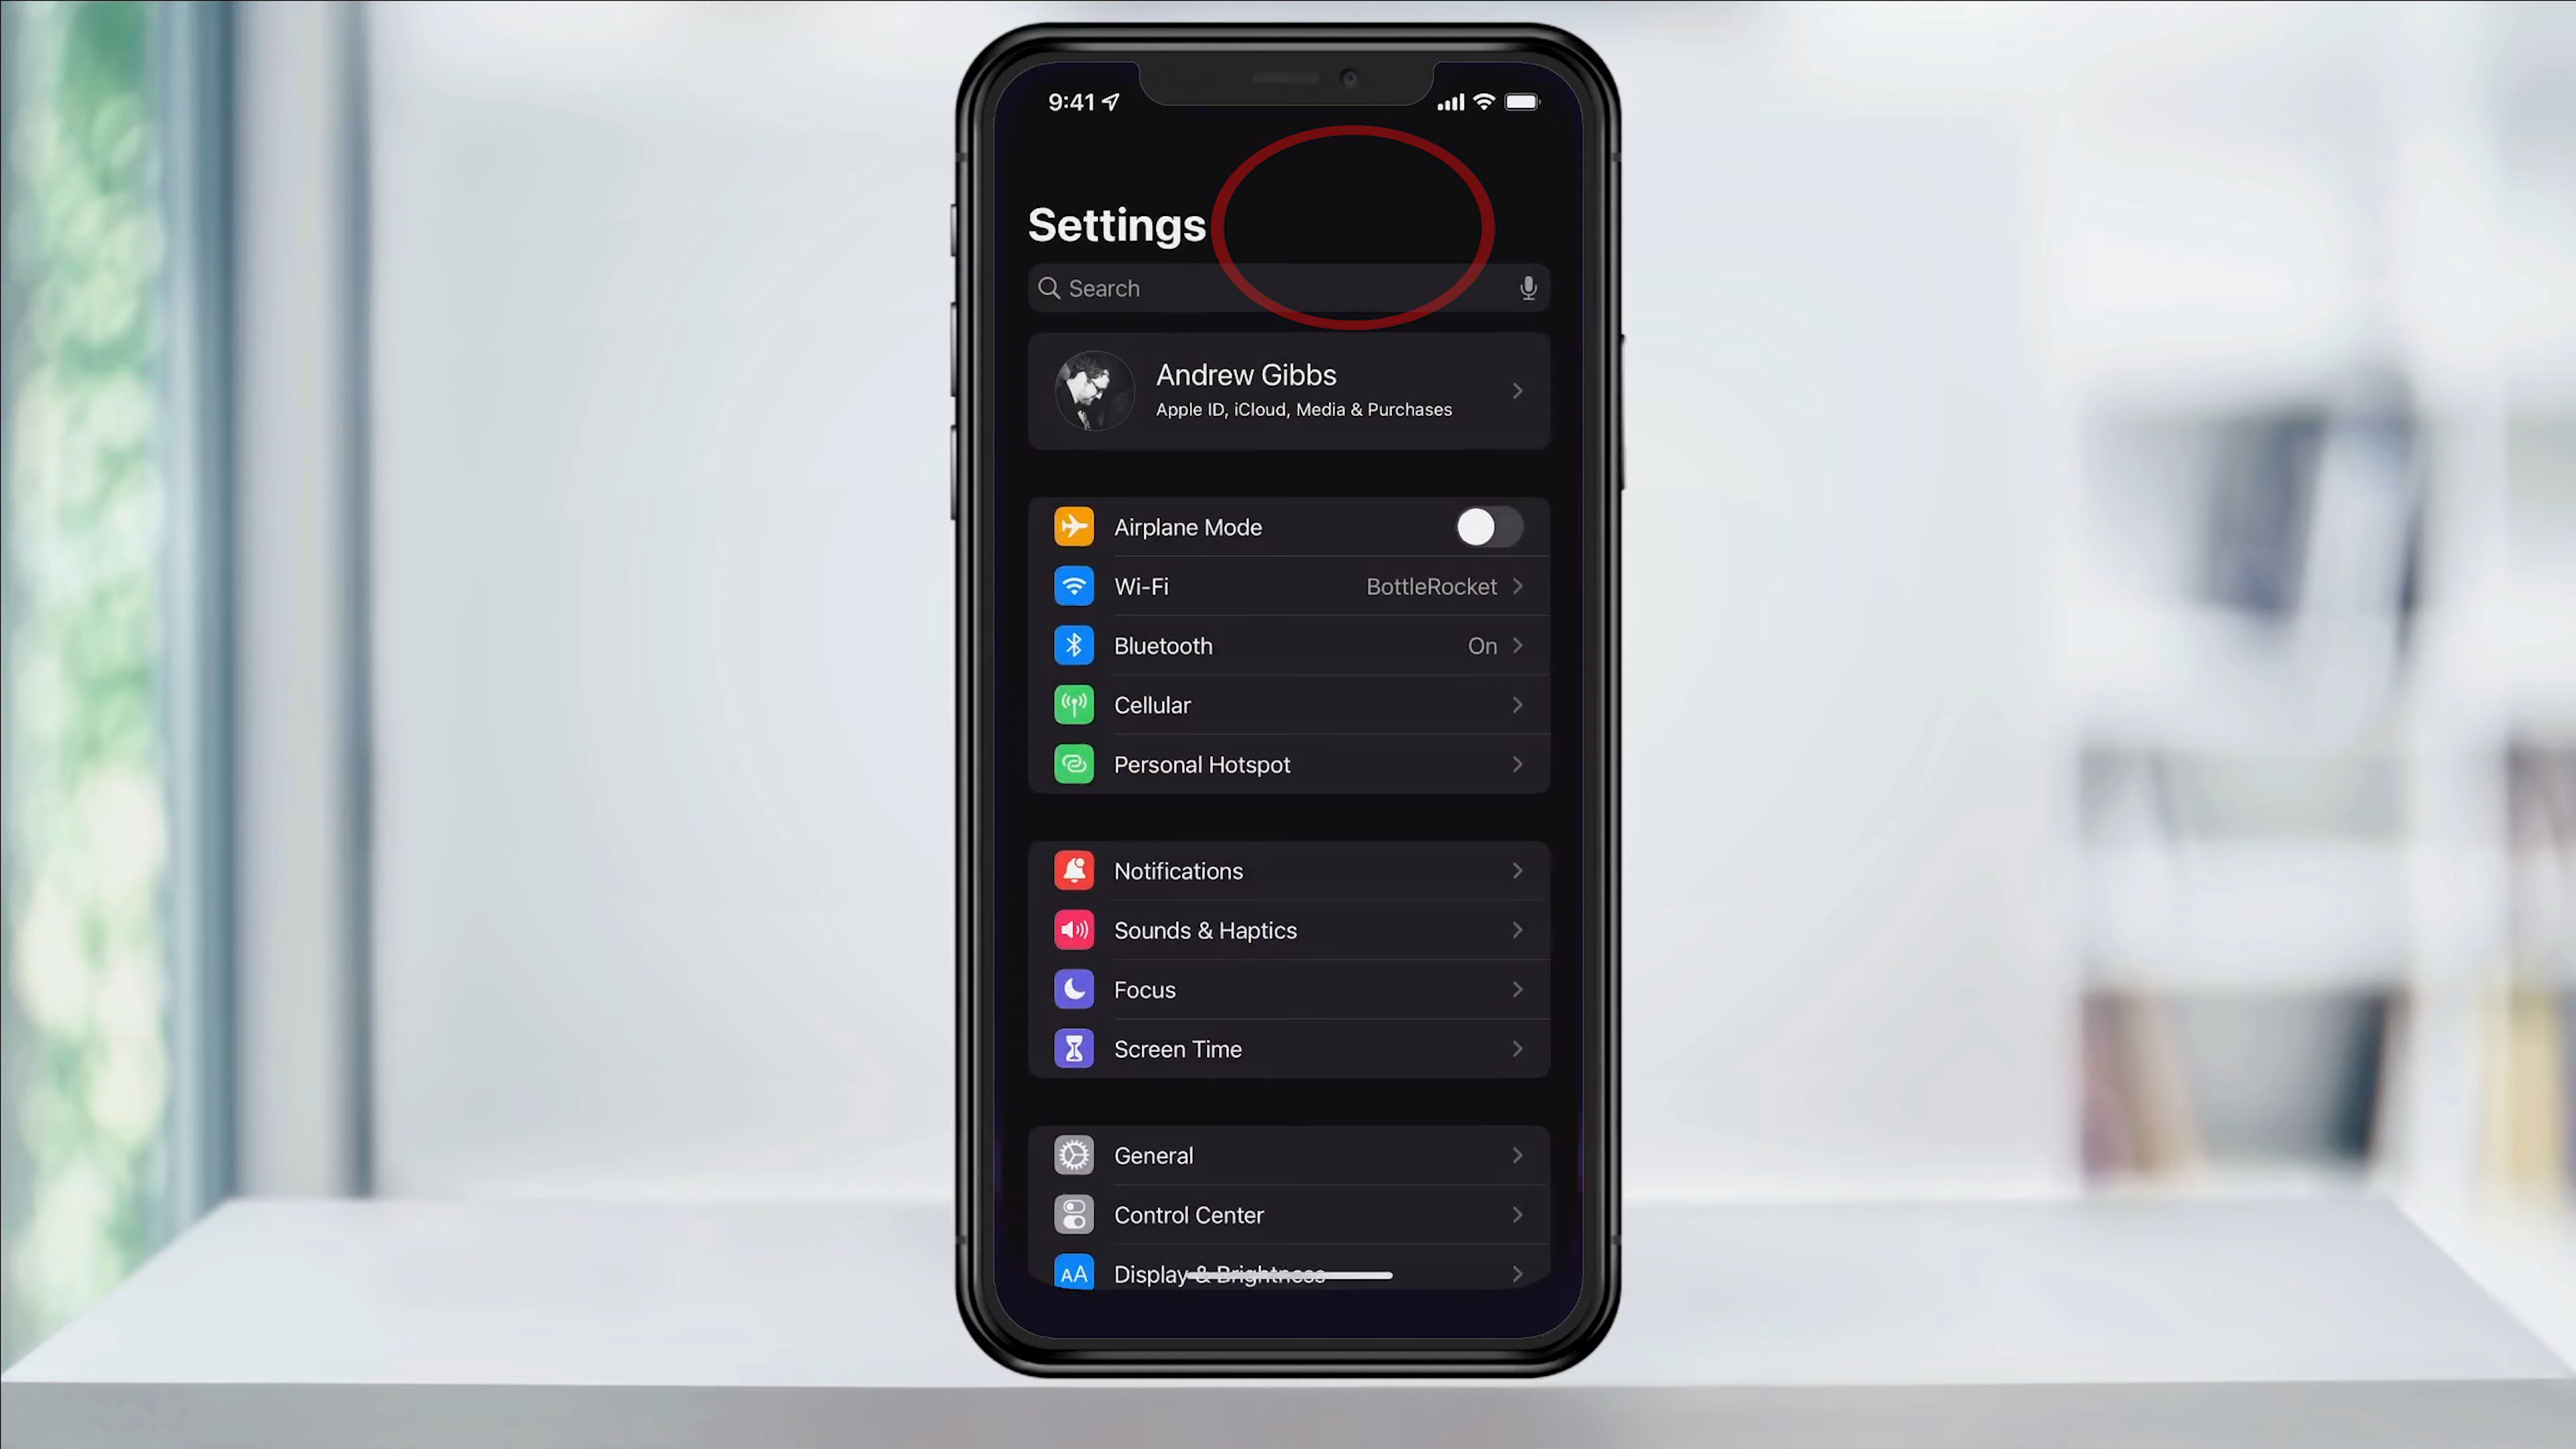 9:41
Settings
Search
Andrew Gibbs
Apple ID, iCloud, Media & Purchases
Airplane Mode
Wi-Fi BottleRocket
Bluetooth On
Cellular
Personal Hotspot
Notifications
Sounds & Haptics
Focus
Screen Time
General
Control Center
AA Display & Brightness